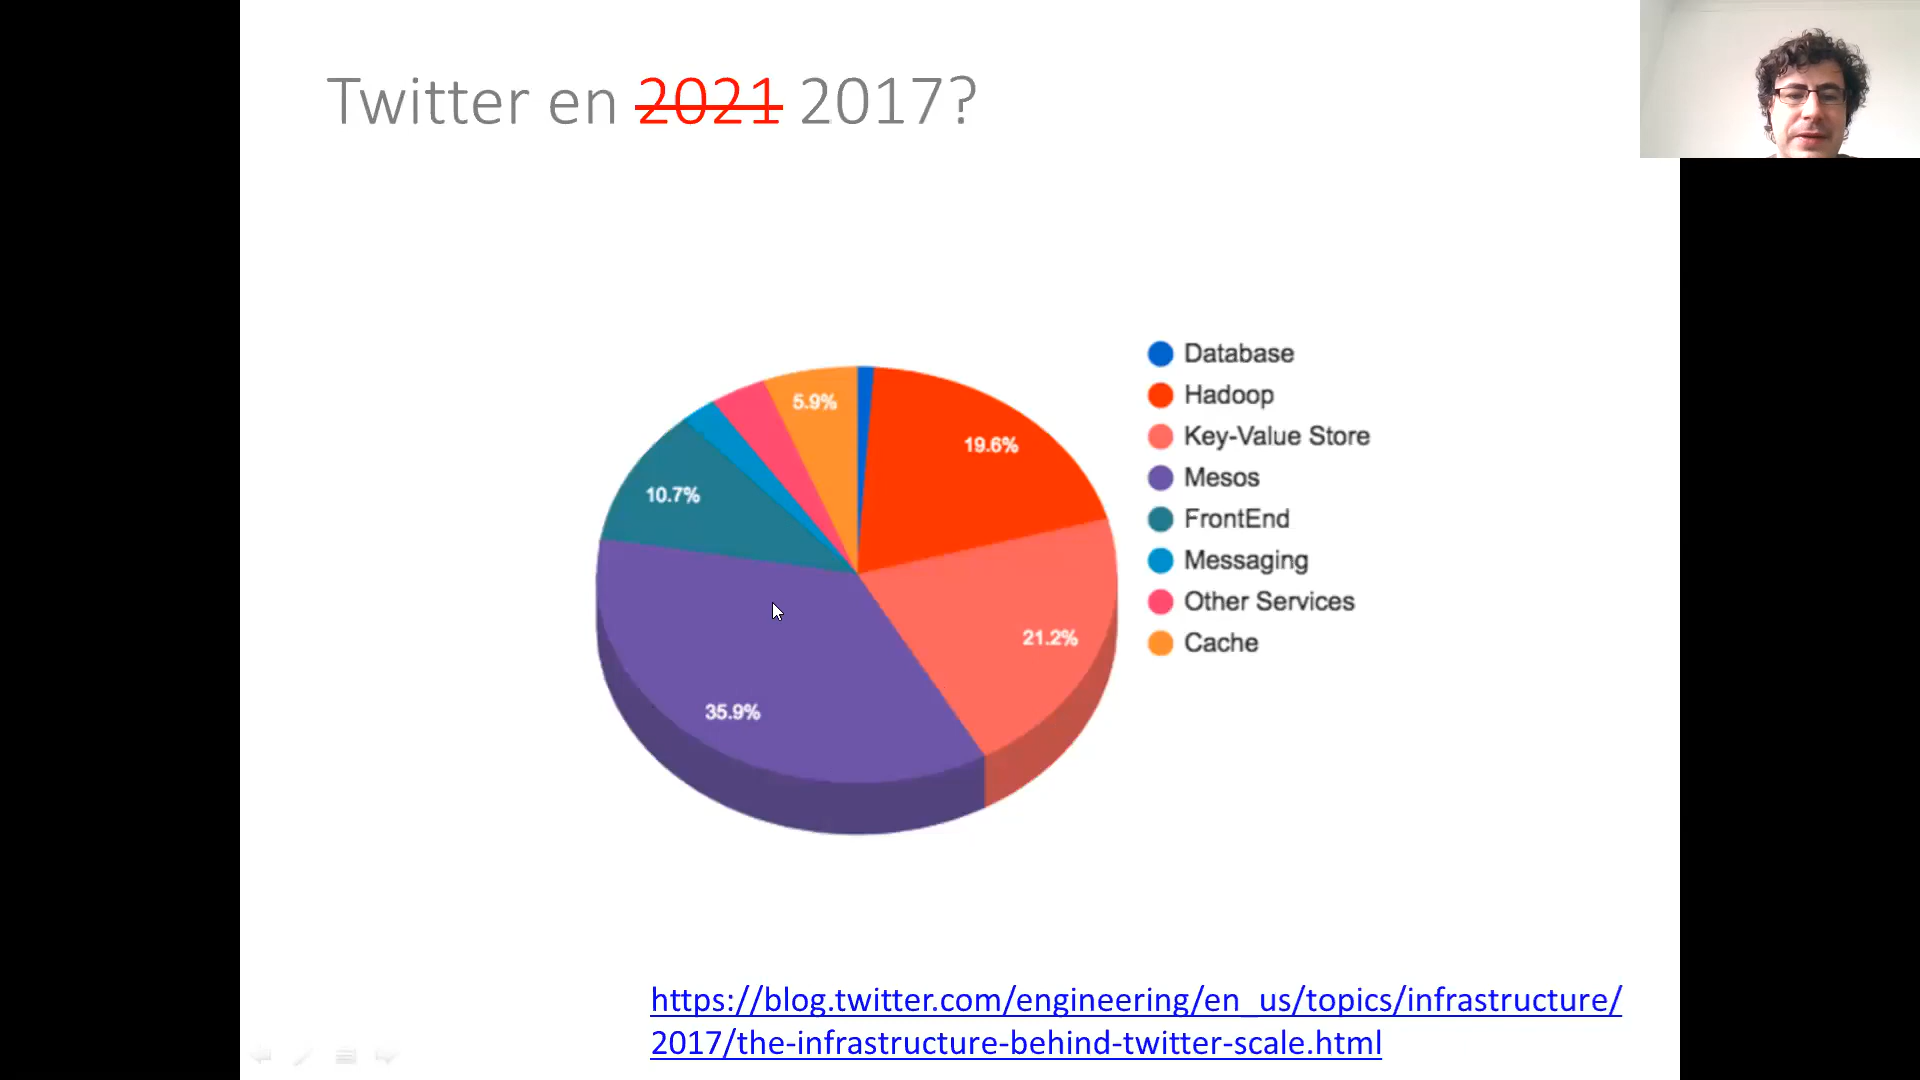 Twitter en 2021 2017?
Database
Hadoop
Key-Value Store
Mesos
FrontEnd
Messaging
Other Services
Cache
5.9%
19.6%
10.7%
21.2%
35.9%
https://blog.twitter.com/engineering/en_us/topics/infrastructure/
2017/the-infrastructure-behind-twitter-scale.html